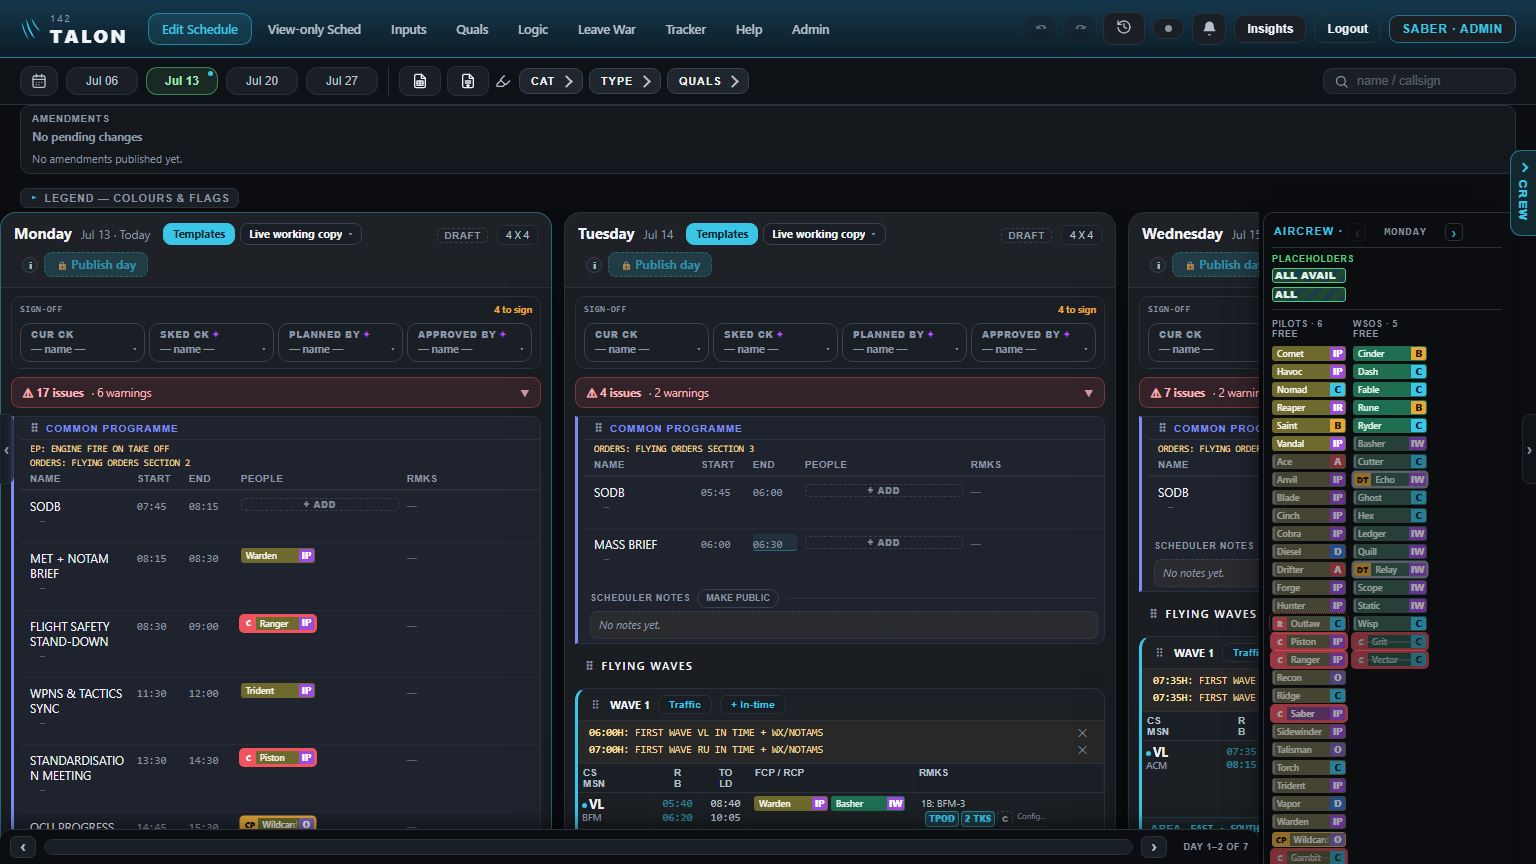 142
TALON
Edit Schedule
View-only Sched
Inputs
Quals
Logic
Leave War
Tracker
Help
Admin
Insights
Logout
SABER · ADMIN
Jul 06
Jul 13
Jul 20
Jul 27
CAT
TYPE
QUALS
name / callsign
AMENDMENTS
No pending changes
No amendments published yet.
LEGEND — COLOURS & FLAGS
CREW
Monday Jul 13 · Today
Templates
Live working copy
DRAFT
4 X 4
i
Publish day
SIGN-OFF
4 to sign
CUR CK
— name —
SKED CK
— name —
PLANNED BY
— name —
APPROVED BY
— name —
17 issues · 6 warnings
COMMON PROGRAMME
EP: ENGINE FIRE ON TAKE OFF
ORDERS: FLYING ORDERS SECTION 2
NAME START END PEOPLE RMKS
SODB 07:45 08:15 + ADD —
—
MET + NOTAM BRIEF 08:15 08:30 Warden IP —
—
FLIGHT SAFETY STAND-DOWN 08:30 09:00 C Ranger IP —
—
WPNS & TACTICS SYNC 11:30 12:00 Trident IP —
—
STANDARDISATIO
N MEETING 13:30 14:30 C Piston IP —
—
OCU PROGRESS 14:45 15:30 CP Wildcard O
Tuesday Jul 14
Templates
Live working copy
DRAFT
4 X 4
i
Publish day
SIGN-OFF
4 to sign
CUR CK
— name —
SKED CK
— name —
PLANNED BY
— name —
APPROVED BY
— name —
4 issues · 2 warnings
COMMON PROGRAMME
ORDERS: FLYING ORDERS SECTION 3
NAME START END PEOPLE RMKS
SODB 05:45 06:00 + ADD —
—
MASS BRIEF 06:00 06:30 + ADD —
—
SCHEDULER NOTES
MAKE PUBLIC
No notes yet.
FLYING WAVES
WAVE 1
Traffic
+ In-time
06:00H: FIRST WAVE VL IN TIME + WX/NOTAMS
07:00H: FIRST WAVE RU IN TIME + WX/NOTAMS
CS R TO FCP / RCP RMKS
MSN B LD
VL 05:40 08:40 Warden IP Basher IW 1B: BFM-3
BFM 06:20 10:05 TPOD 2 TKS C Config...
Wednesday Jul 15
i
Publish day
SIGN-OFF
CUR CK
— name —
7 issues · 2 warnin
COMMON PROG
ORDERS: FLYING ORDERS
NAME
SODB
—
SCHEDULER NOTES
No notes yet.
FLYING WAVES
WAVE 1
Traffi
07:35H: FIRST WAVE
07:35H: FIRST WAVE
CS R
MSN B
VL 07:35
ACM 08:15
AREA EAST · SOUTH
AIRCREW ·
MONDAY
PLACEHOLDERS
ALL AVAIL
ALL
PILOTS · 6 FREE
WSOS · 5 FREE
Comet IP Cinder B
Havoc IP Dash C
Nomad C Fable C
Reaper IR Rune B
Saint B Ryder C
Vandal IP Basher IW
Ace A Cutter C
Anvil IP DT Echo IW
Blade IP Ghost C
Cinch IP Hex C
Cobra IP Ledger IW
Diesel D Quill IW
Drifter A DT Relay IW
Forge IP Scope IW
Hunter IP Static IW
R Outlaw C Wisp C
C Piston IP C Grit C
C Ranger IP C Vector C
Recon O
Ridge C
C Saber IP
Sidewinder IP
Talisman O
Torch C
Trident IP
Vapor D
Warden IP
CP Wildcard O
C Gambit C
DAY 1–2 OF 7